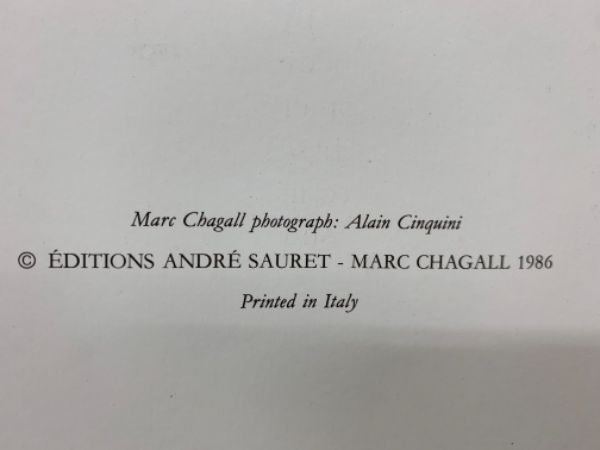 Marc Chagall photograph: Alain Cinquini
© ÉDITIONS ANDRÉ SAURET - MARC CHAGALL 1986
Printed in Italy